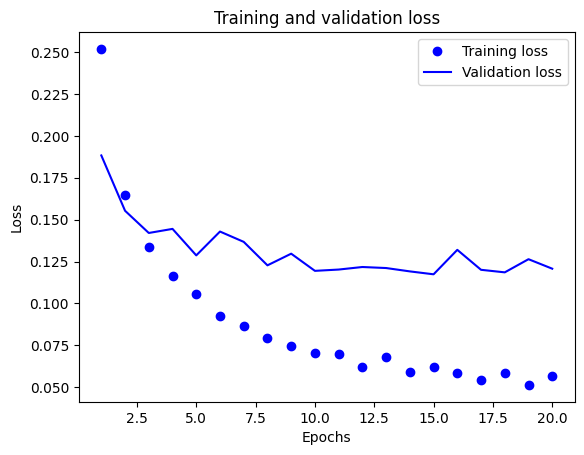 Training and validation loss
Training loss
Validation loss
0.250
0.225
0.200
0.175
0.150
0.125
0.100
0.075
0.050
Loss
2.5 5.0 7.5 10.0 12.5 15.0 17.5 20.0
Epochs